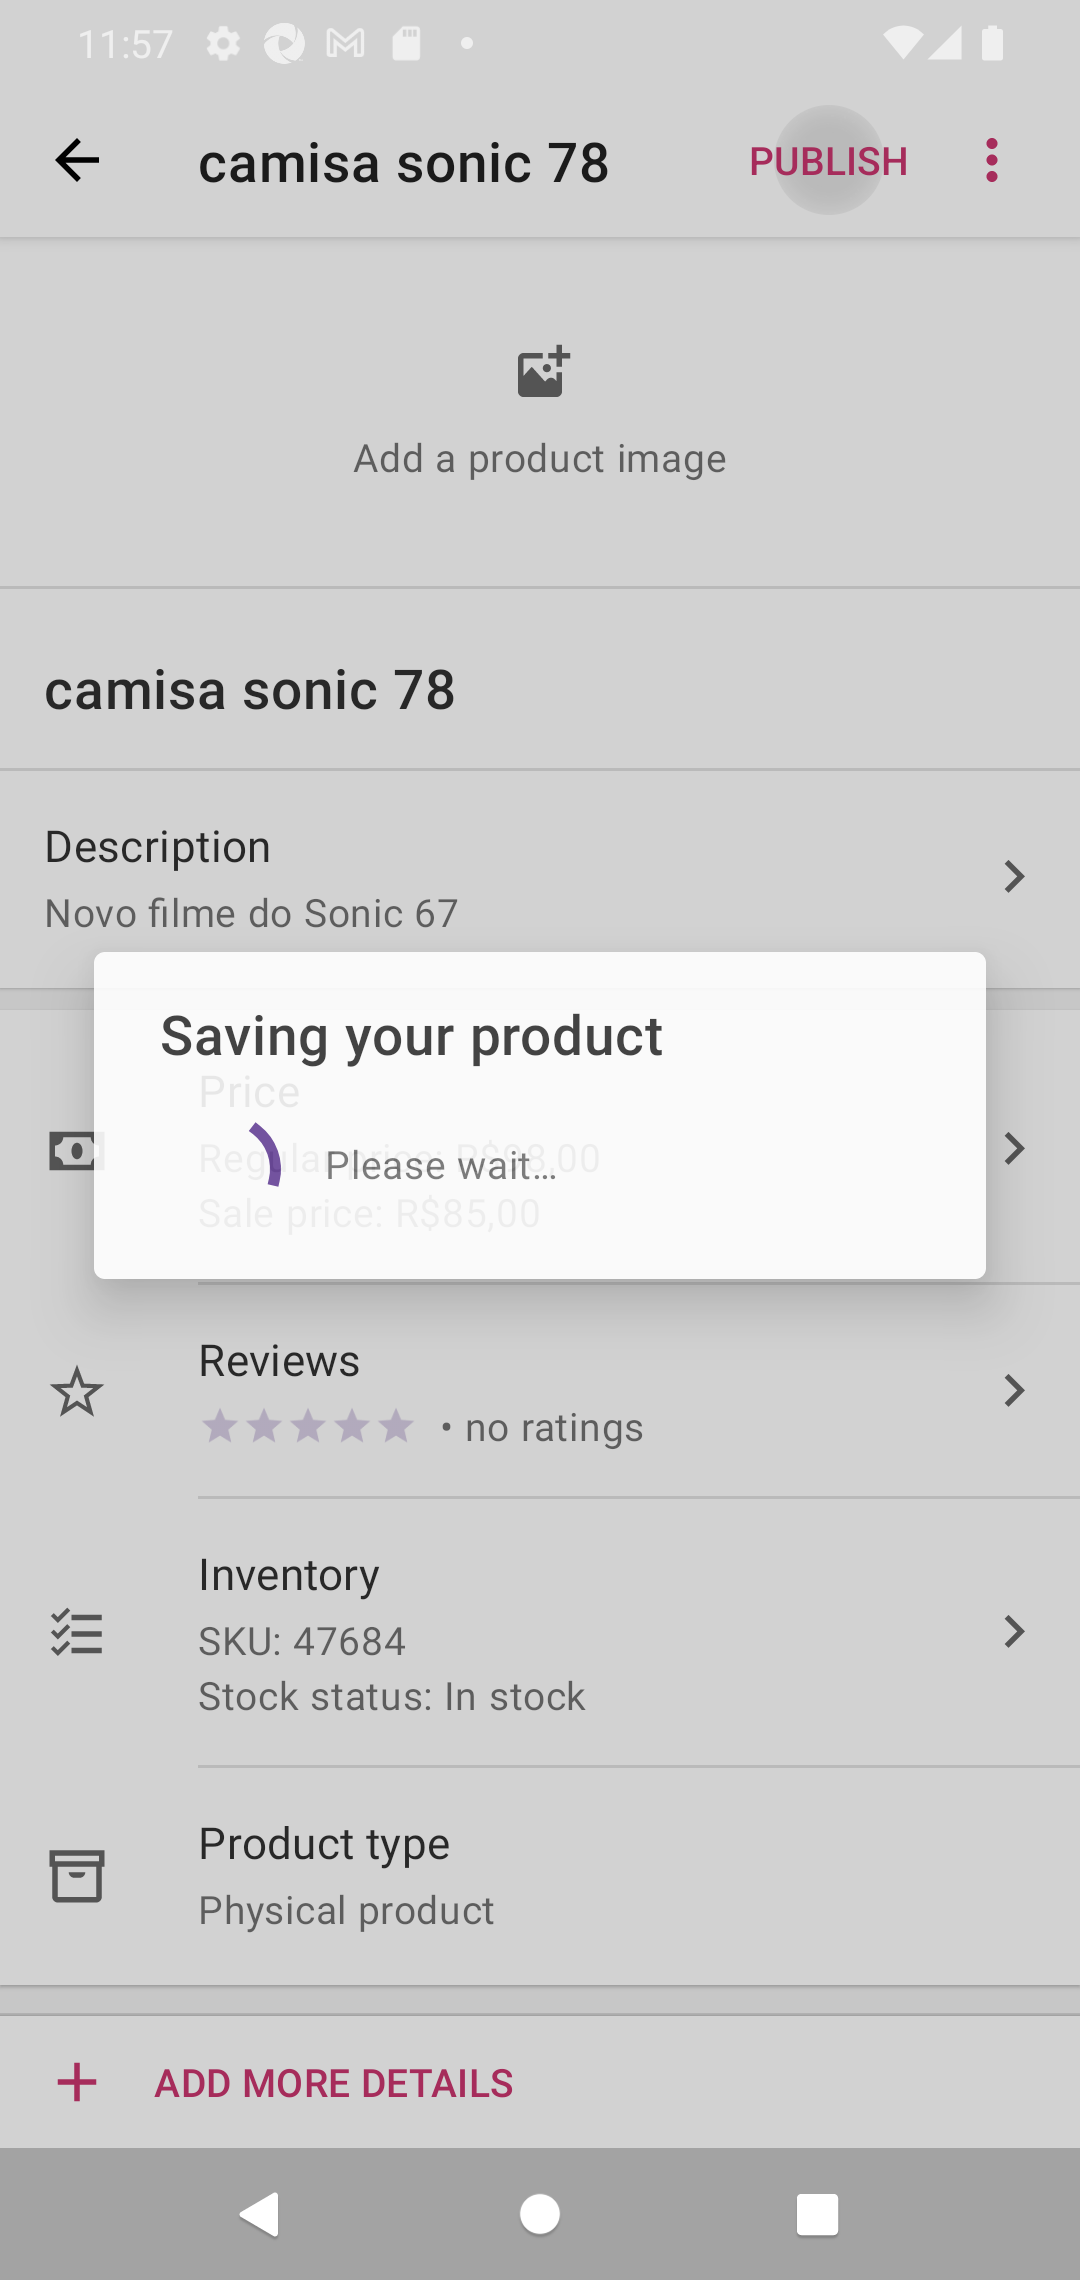 11:57
camisa sonic 78
PUBLISH
Add a product image
camisa sonic 78
Description
Novo filme do Sonic 67
Saving your product
Price
Regular price: R$98,00
Please wait...
Sale price: R$85,00
Reviews
• no ratings
Inventory
SKU: 47684
Stock status: In stock
Product type
Physical product
ADD MORE DETAILS